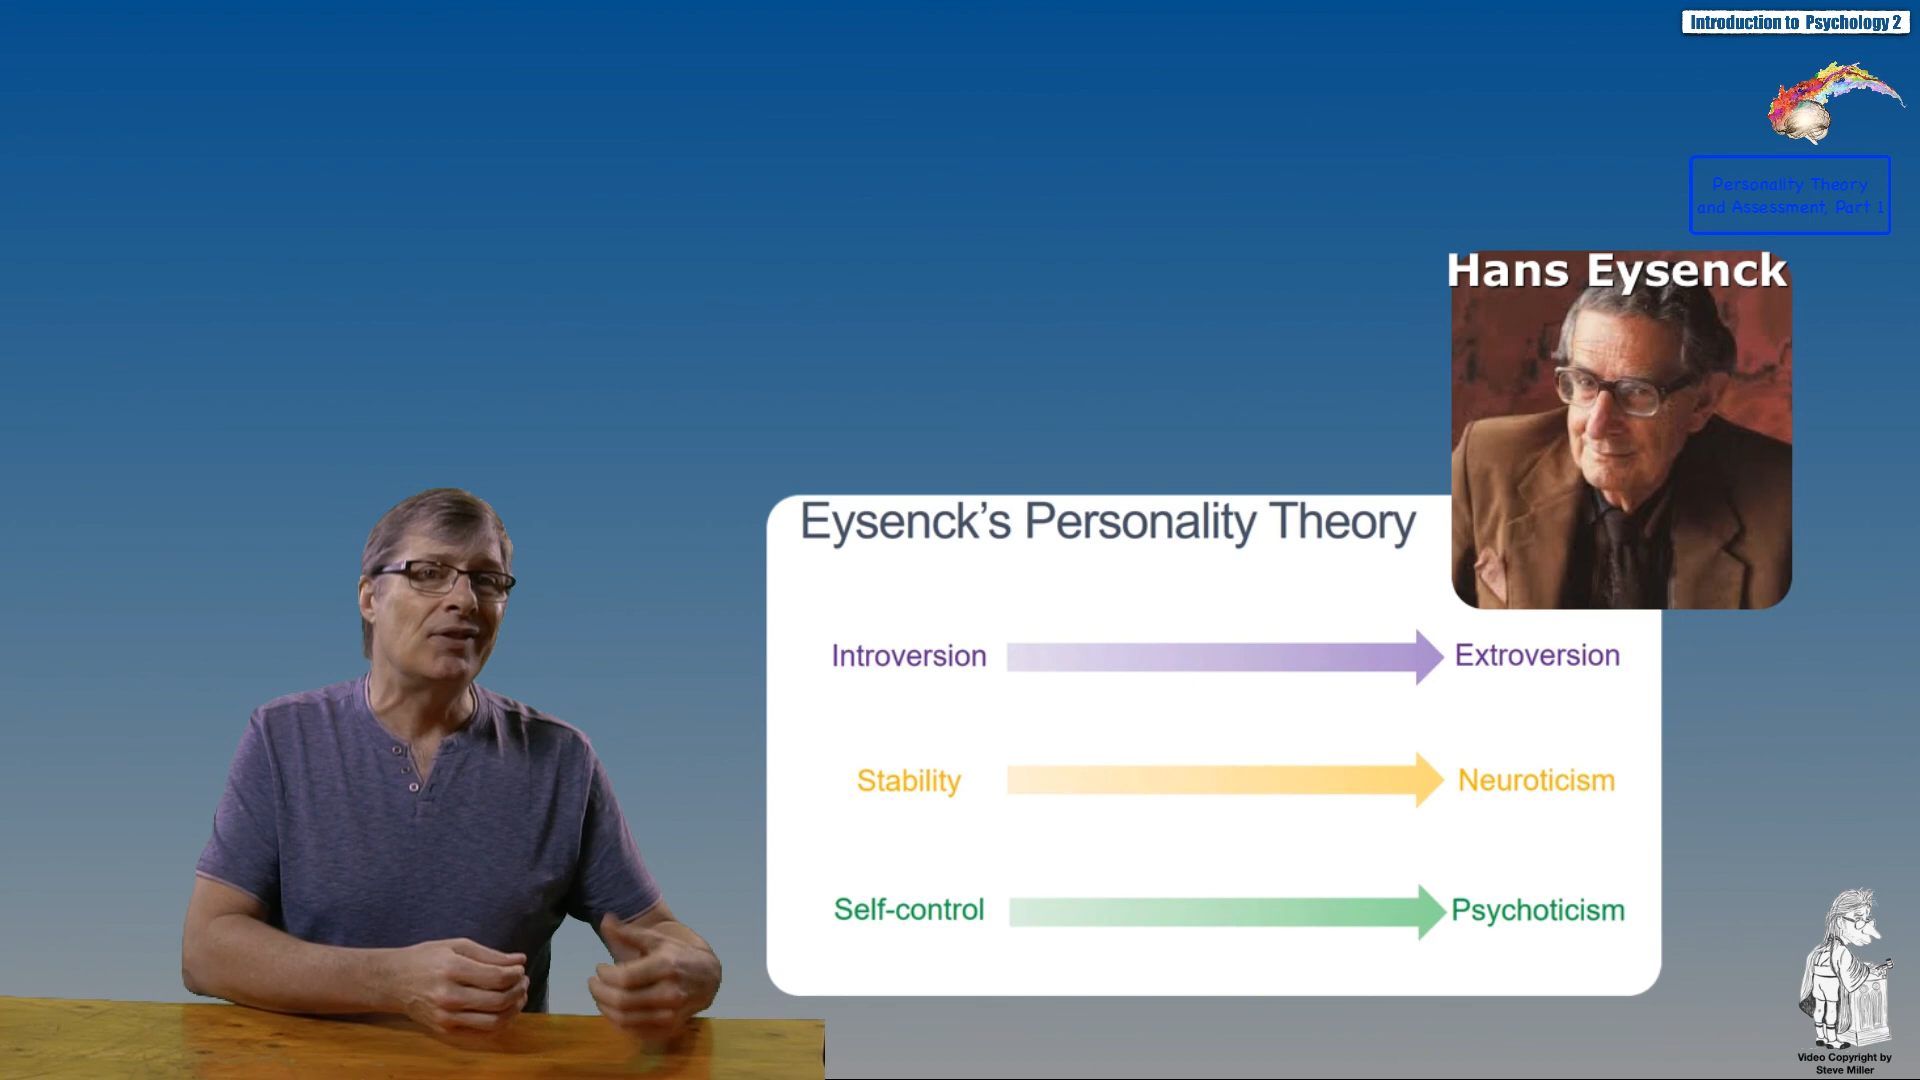 Introduction to Psychology 2
Personality Theory
and Assessment, Part 1
Hans Eysenck
Eysenck's Personality Theory
Introversion
Extroversion
Stability
Neuroticism
Self-control
Psychoticism
Video Copyright by
Steve Miller